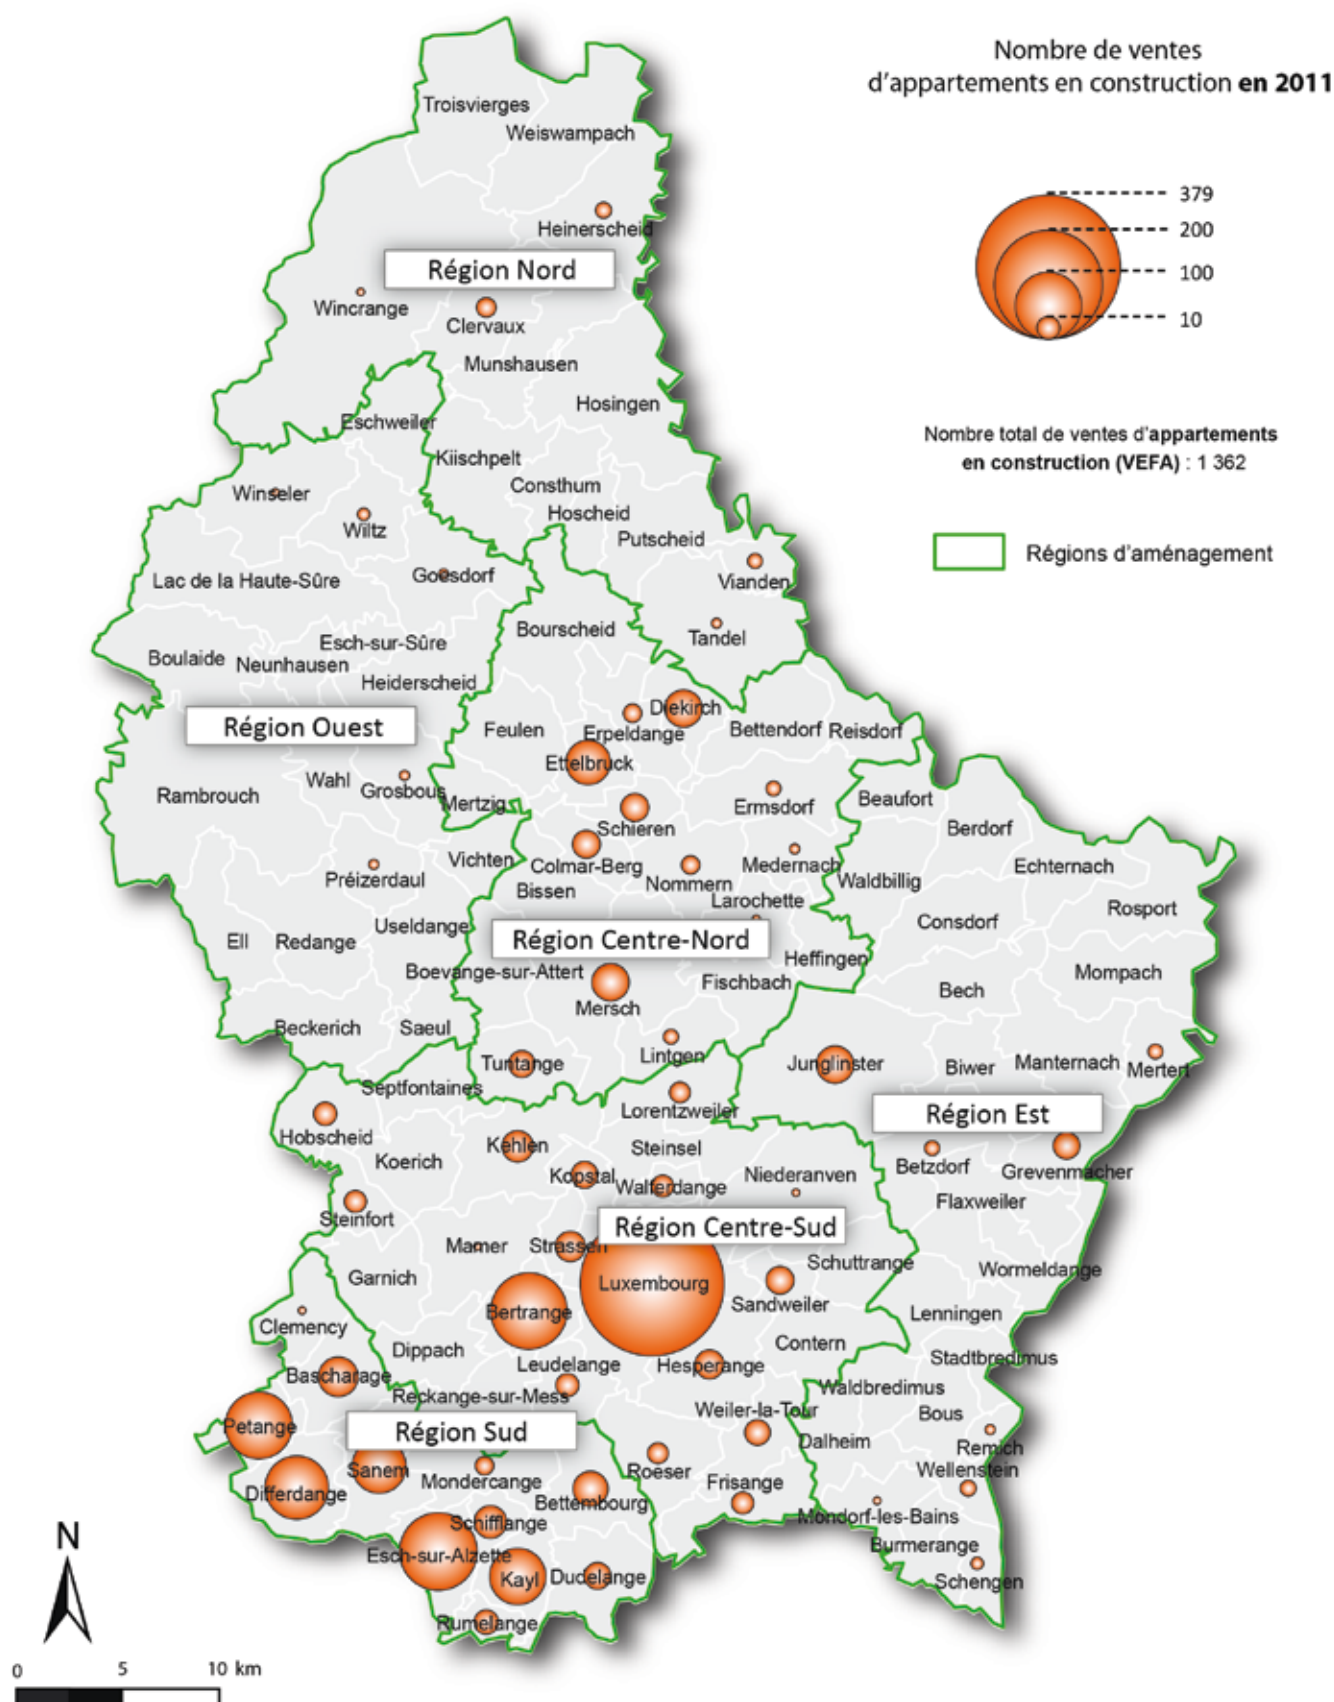 Nombre de ventes
d'appartements en construction en 2011
379
200
100
10
Nombre total de ventes d'appartements
en construction (VEFA) : 1 362
Régions d'aménagement
Troisvierges
Weiswampach
Heinerscheid
Région Nord
Wincrange
Clervaux
Munshausen
Hosingen
Eschweiler
Kiischpelt
Consthum
Winseler
Hoscheid
Wiltz
Putscheid
Goesdorf
Lac de la Haute-Sûre
Vianden
Bourscheid
Tandel
Esch-sur-Sûre
Boulaide
Neunhausen
Heiderscheid
Diekirch
Région Ouest
Feulen
Erpeldange
Bettendorf
Reisdorf
Ettelbruck
Wahl
Grosbous
Rambrouch
Mertzig
Ermsdorf
Beaufort
Schieren
Berdorf
Vichten
Colmar-Berg
Medernach
Echternach
Préizerdaul
Bissen
Nommern
Waldbillig
Larochette
Rosport
Useldange
Consdorf
Ell
Redange
Région Centre-Nord
Heffingen
Boevange-sur-Attert
Fischbach
Mompach
Bech
Mersch
Beckerich
Saeul
Lintgen
Tuntange
Junglinster
Biwer
Manternach
Mertert
Septfontaines
Lorentzweiler
Région Est
Hobscheid
Kehlen
Steinsel
Koerich
Kopstal
Walferdange
Niederanven
Betzdorf
Grevenmacher
Flaxweiler
Steinfort
Région Centre-Sud
Mamer
Strassen
Schuttrange
Garnich
Luxembourg
Wormeldange
Bertrange
Sandweiler
Lenningen
Clemency
Dippach
Contern
Leudelange
Hesperange
Stadtbredimus
Bascharage
Reckange-sur-Mess
Waldbredimus
Weiler-la-Tour
Bous
Petange
Région Sud
Dalheim
Remich
Sanem
Mondercange
Roeser
Wellenstein
Differdange
Bettembourg
Frisange
Mondorf-les-Bains
Schifflange
Burmerange
Esch-sur-Alzette
Kayl
Dudelange
Schengen
Rumelange
N
0 5 10 km